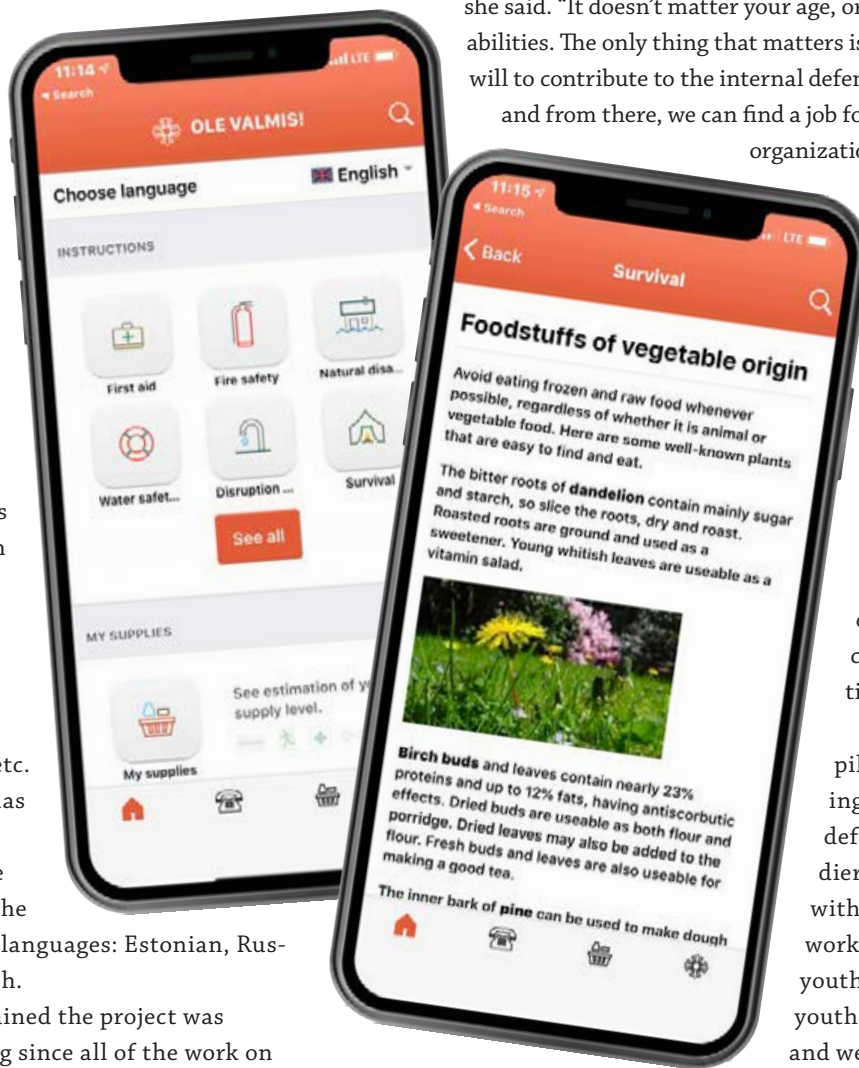 she said. “It doesn’t matter your age, or
abilities. The only thing that matters is
will to contribute to the internal defen
and from there, we can find a job fo
organizatio
11:14
Search
LTE
OLE VALMIS!
Choose language
English
INSTRUCTIONS
First aid
Fire safety
Natural disa...
Water safet...
Disruption ...
Survival
See all
MY SUPPLIES
See estimation of yo
supply level.
My supplies
11:15
Search
LTE
Back
Survival
Foodstuffs of vegetable origin
Avoid eating frozen and raw food whenever
possible, regardless of whether it is animal or
vegetable food. Here are some well-known plants
that are easy to find and eat.
The bitter roots of dandelion contain mainly sugar
and starch, so slice the roots, dry and roast.
Roasted roots are ground and used as a
sweetener. Young whitish leaves are useable as a
vitamin salad.
Birch buds and leaves contain nearly 23%
proteins and up to 12% fats, having antiscorbutic
effects. Dried buds are useable as both flour and
porridge. Dried leaves may also be added to the
flour. Fresh buds and leaves are also useable for
making a good tea.
The inner bark of pine can be used to make dough
s
n
etc.
as
e
he
languages: Estonian, Rus-
h.
ined the project was
g since all of the work on
ti
pil
ing
def
dier
with
work
youth
youth
and we